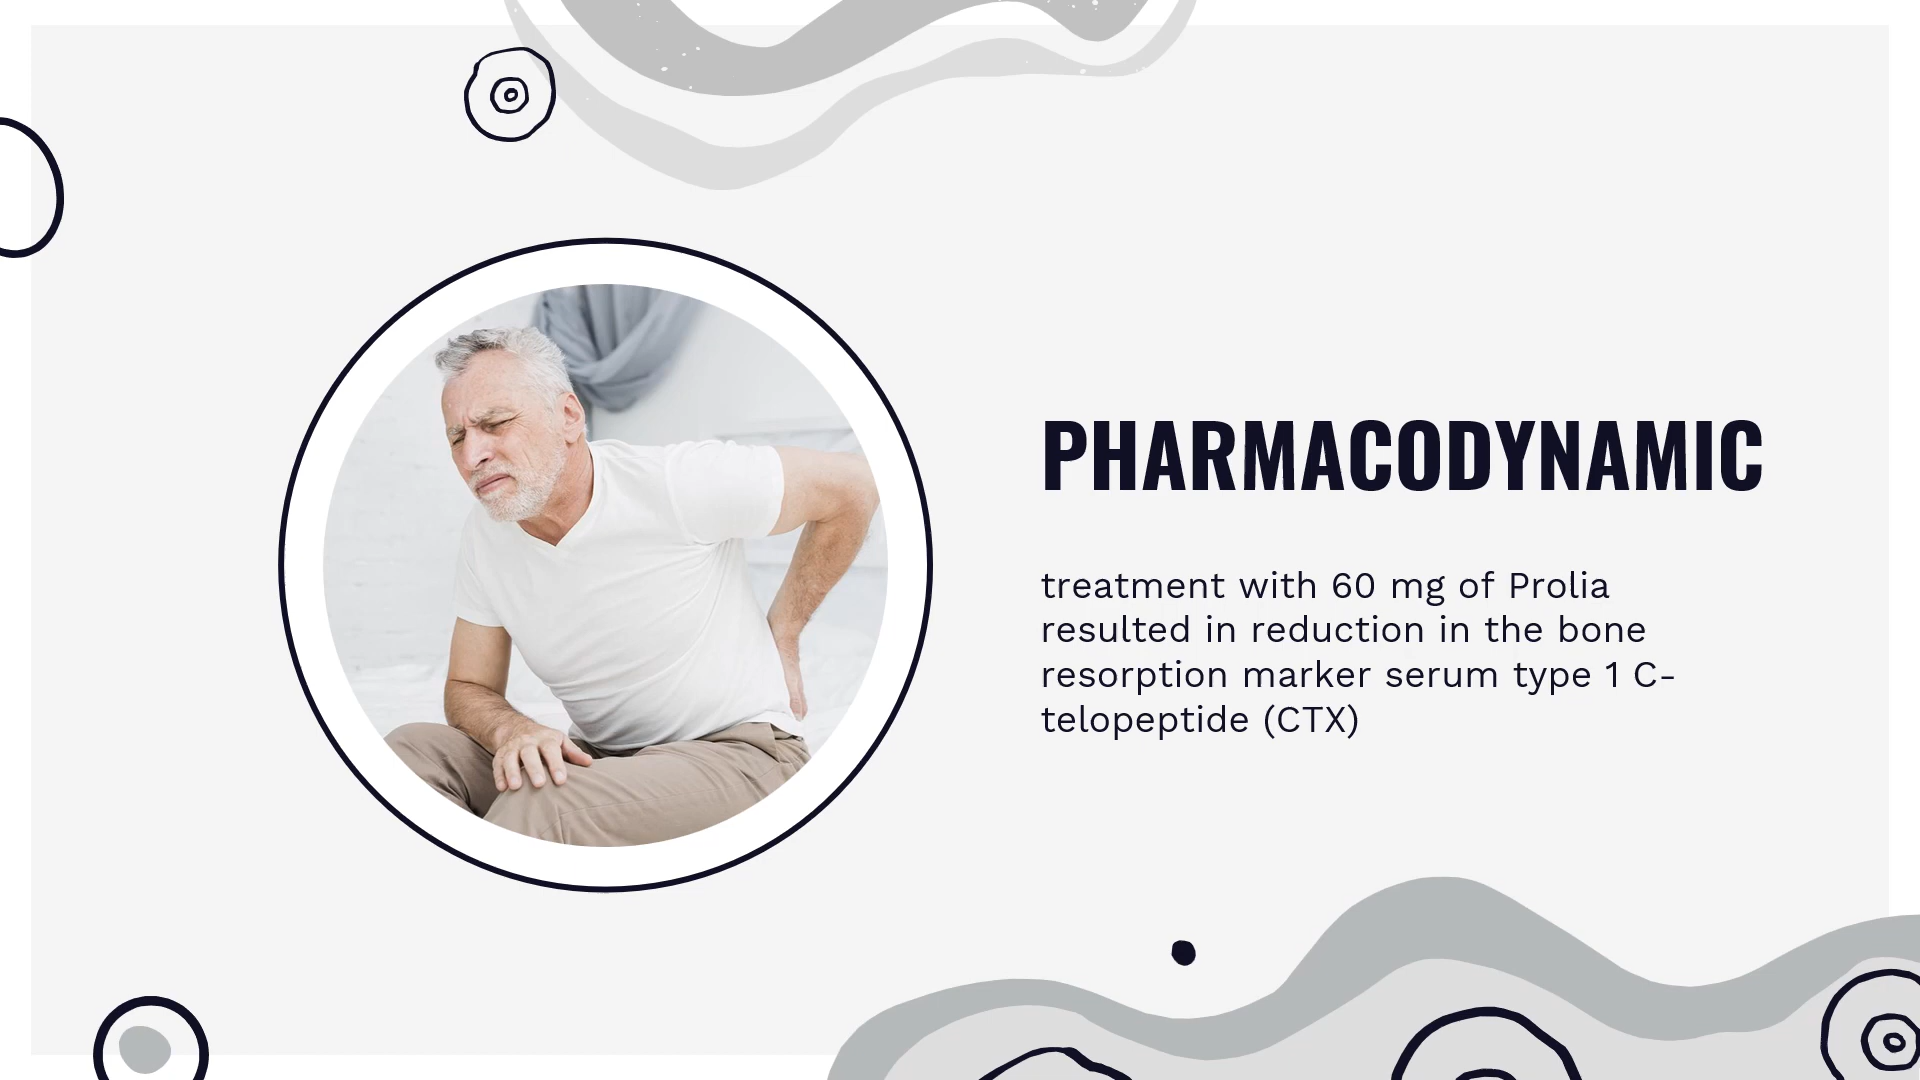 PHARMACODYNAMIC
treatment with 60 mg of Prolia
resulted in reduction in the bone
resorption marker serum type 1 C-
telopeptide (CTX)